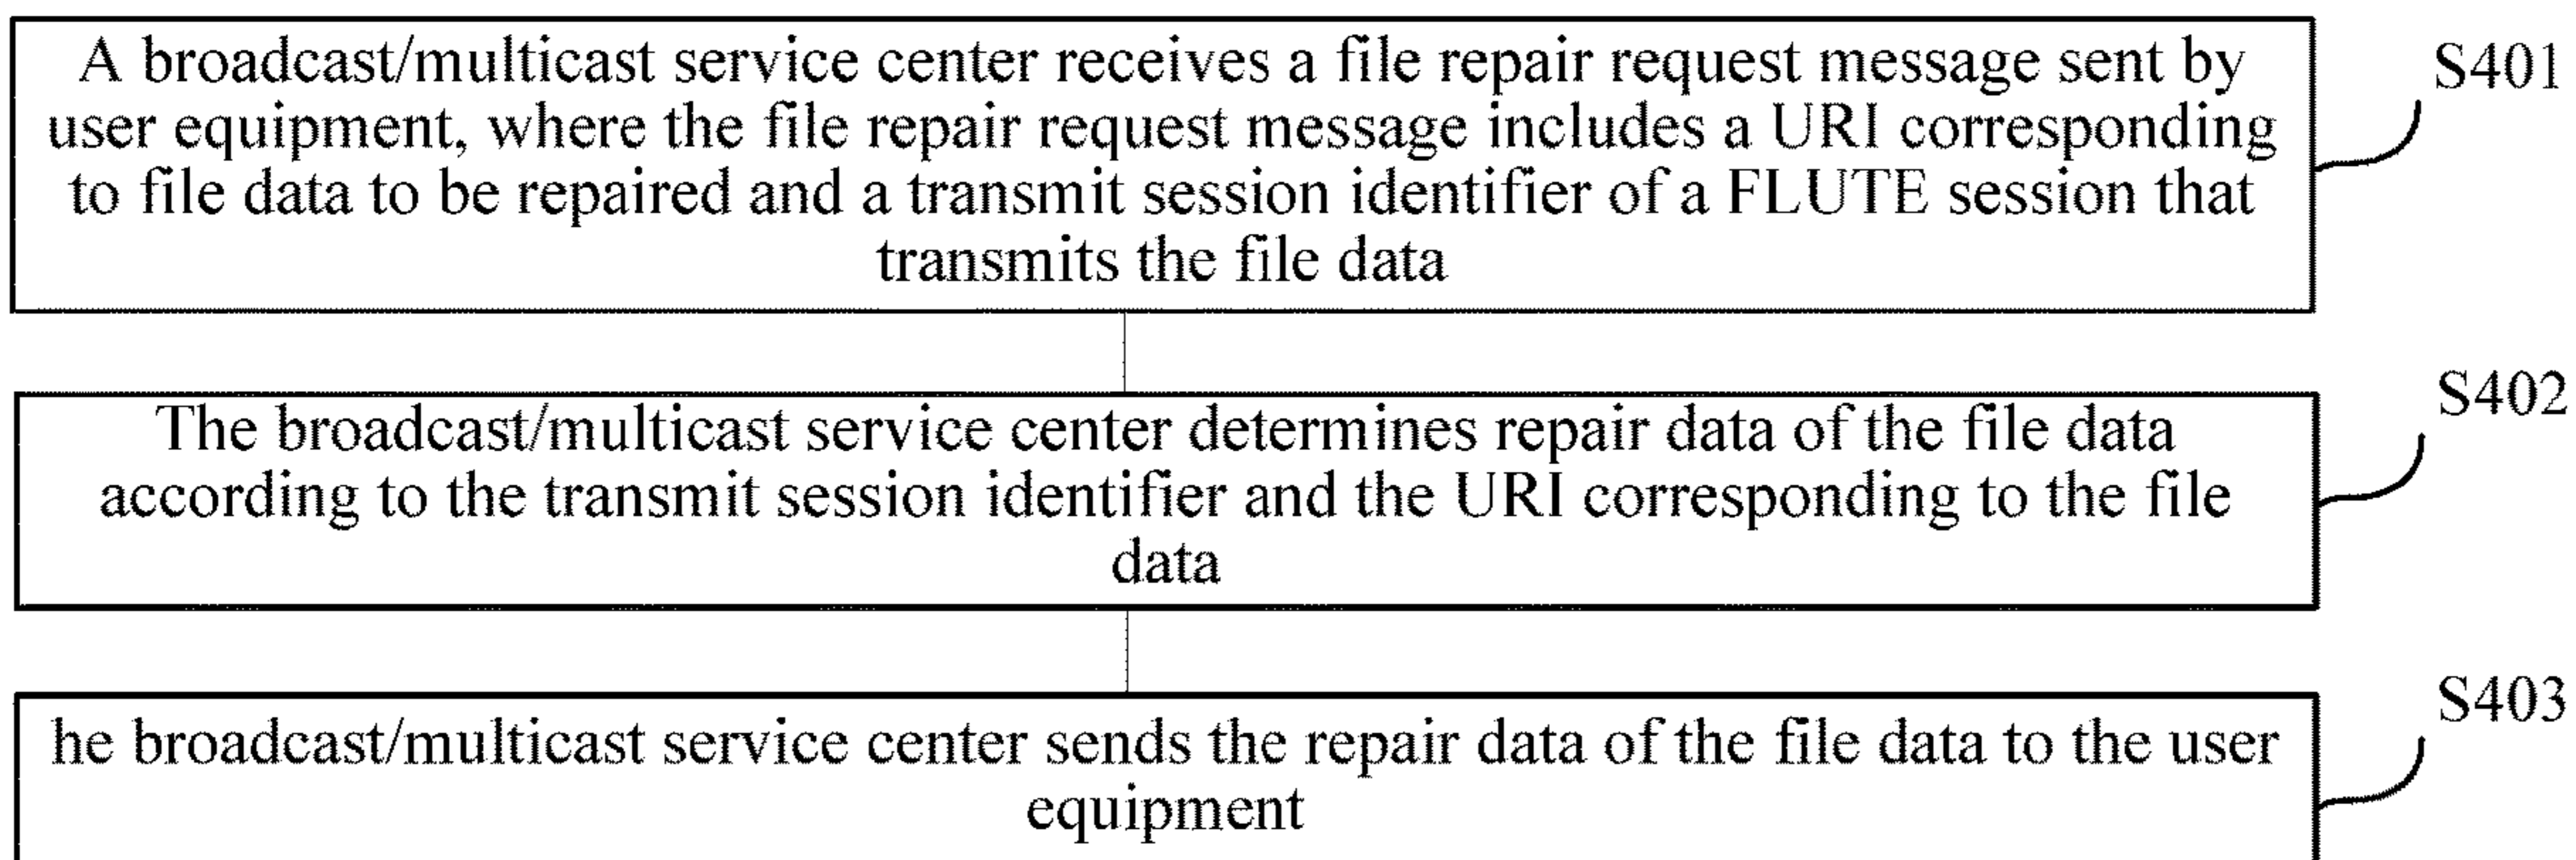 A broadcast/multicast service center receives a file repair request message sent by
user equipment, where the file repair request message includes a URI corresponding
to file data to be repaired and a transmit session identifier of a FLUTE session that
transmits the file data
S401
The broadcast/multicast service center determines repair data of the file data
according to the transmit session identifier and the URI corresponding to the file
data
S402
he broadcast/multicast service center sends the repair data of the file data to the user
equipment
S403